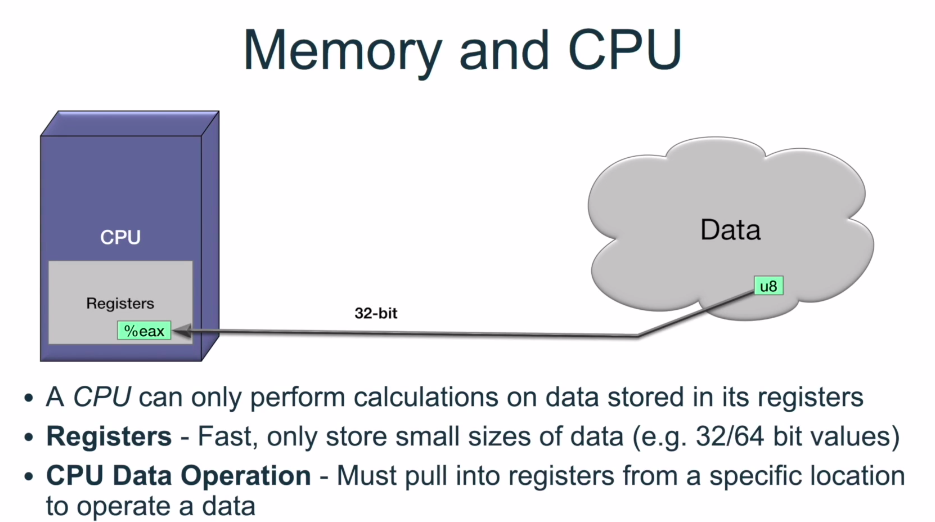 Memory and CPU
CPU
Registers
%eax
32-bit
Data
u8
• A CPU can only perform calculations on data stored in its registers
• Registers - Fast, only store small sizes of data (e.g. 32/64 bit values)
• CPU Data Operation - Must pull into registers from a specific location
to operate a data